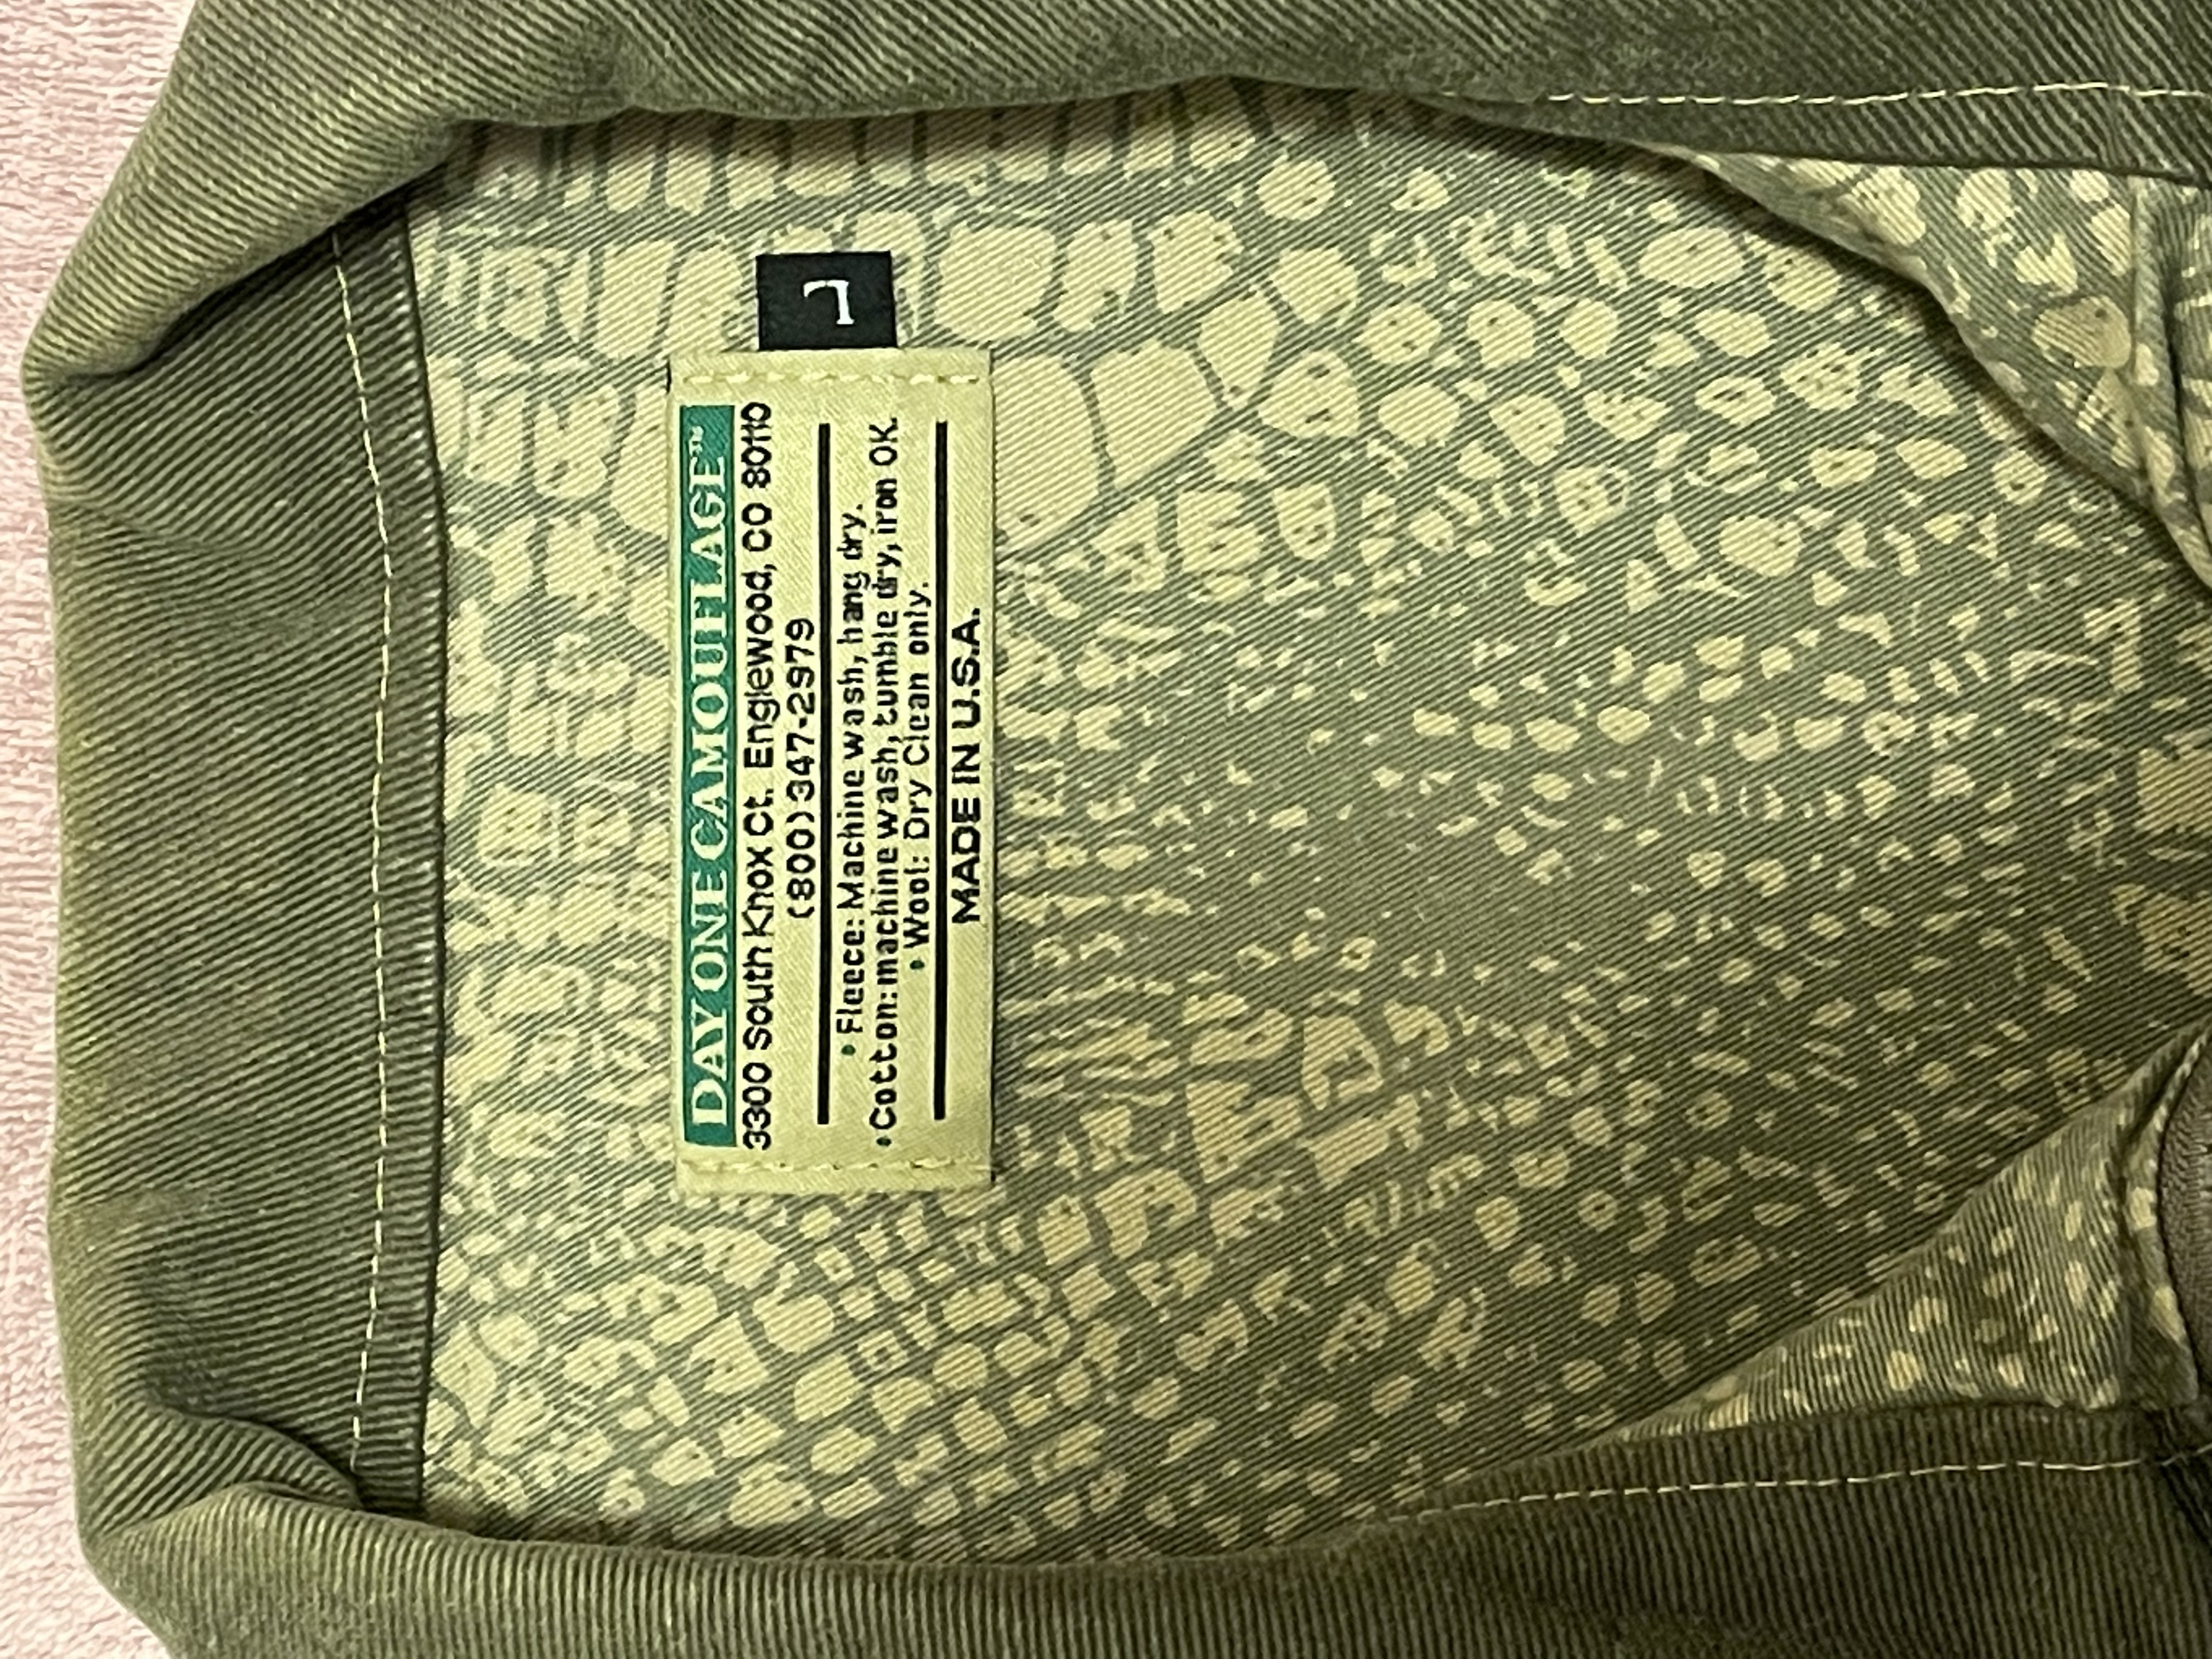 DAY ONE CAMOUFLAGE™
3300 South Knox Ct. Englewood, CO 80110
(800)347-2979
• Fleece: Machine wash, hang dry.
•Cotton: machine wash, tumble dry, iron OK.
• Wool: Dry Clean only.
MADE IN U.S.A.
L